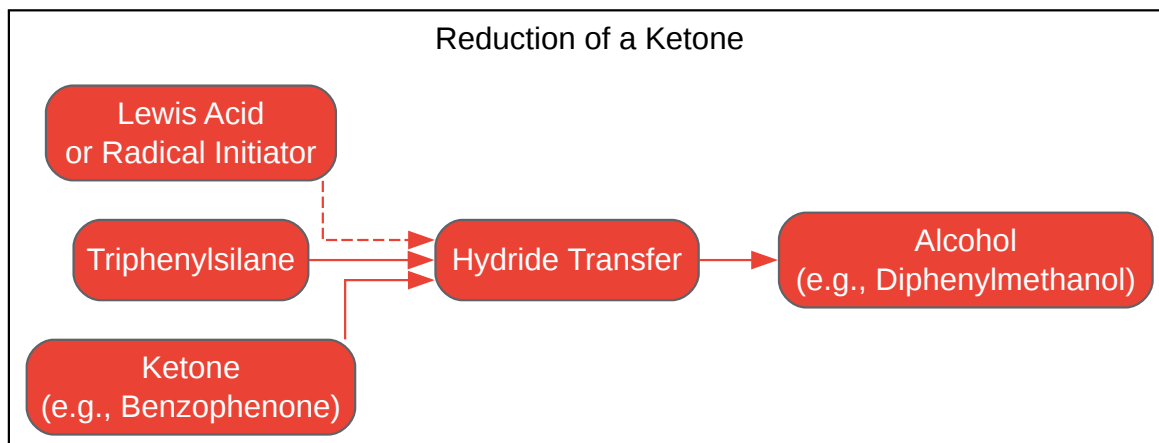 Reduction of a Ketone
Lewis Acid
or Radical Initiator
Triphenylsilane
Hydride Transfer
Alcohol
(e.g., Diphenylmethanol)
Ketone
(e.g., Benzophenone)